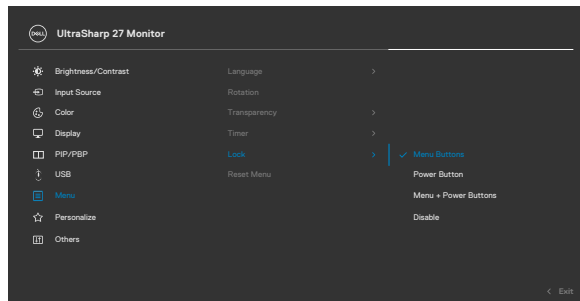 DELL UltraSharp 27 Monitor
Brightness/Contrast Language >
Input Source Rotation
Color Transparency >
Display Timer >
PIP/PBP Lock > ✓ Menu Buttons
USB Reset Menu Power Button
Menu Menu + Power Buttons
Personalize Disable
Others
< Exit